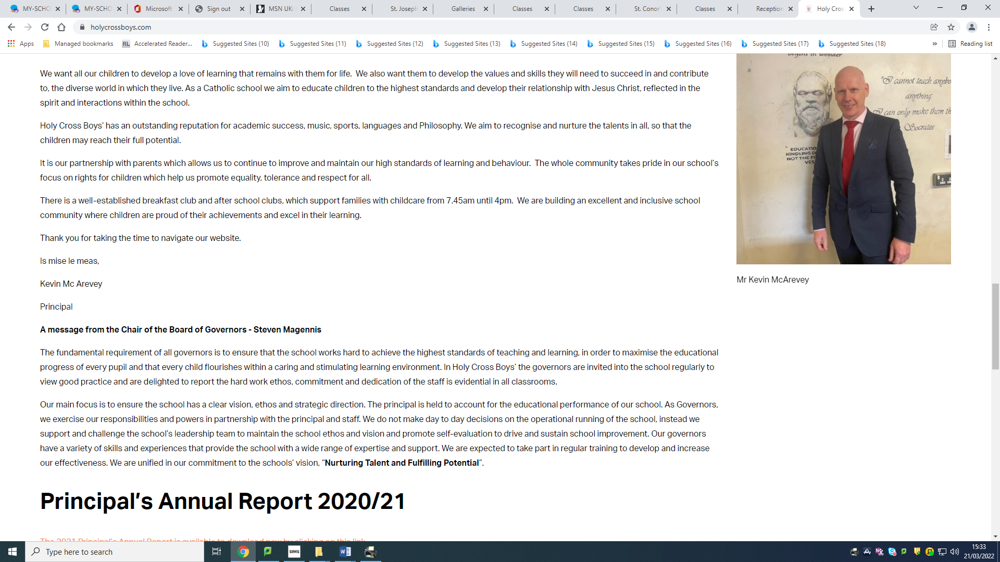 MY-SCHO
MY-SCHO
Microsoft
Sign out
MSN UK:
Classes
St. Joseph
Galleries
Classes
Classes
St. Conor'
Classes
Reception
Holy Cros
holycrossboys.com
Apps
Managed bookmarks
RL Accelerated Reader...
Suggested Sites (10)
Suggested Sites (11)
Suggested Sites (12)
Suggested Sites (13)
Suggested Sites (14)
Suggested Sites (15)
Suggested Sites (16)
Suggested Sites (17)
Suggested Sites (18)
»
Reading list
We want all our children to develop a love of learning that remains with them for life. We also want them to develop the values and skills they will need to succeed in and contribute
to, the diverse world in which they live. As a Catholic school we aim to educate children to the highest standards and develop their relationship with Jesus Christ, reflected in the
spirit and interactions within the school.
Holy Cross Boys’ has an outstanding reputation for academic success, music, sports, languages and Philosophy. We aim to recognise and nurture the talents in all, so that the
children may reach their full potential.
It is our partnership with parents which allows us to continue to improve and maintain our high standards of learning and behaviour. The whole community takes pride in our school’s
focus on rights for children which help us promote equality, tolerance and respect for all.
There is a well-established breakfast club and after school clubs, which support families with childcare from 7.45am until 4pm. We are building an excellent and inclusive school
community where children are proud of their achievements and excel in their learning.
Thank you for taking the time to navigate our website.
Is mise le meas,
Kevin Mc Arevey
Principal
A message from the Chair of the Board of Governors - Steven Magennis
The fundamental requirement of all governors is to ensure that the school works hard to achieve the highest standards of teaching and learning, in order to maximise the educational
progress of every pupil and that every child flourishes within a caring and stimulating learning environment. In Holy Cross Boys’ the governors are invited into the school regularly to
view good practice and are delighted to report the hard work ethos, commitment and dedication of the staff is evidential in all classrooms.
Our main focus is to ensure the school has a clear vision, ethos and strategic direction. The principal is held to account for the educational performance of our school. As Governors,
we exercise our responsibilities and powers in partnership with the principal and staff. We do not make day to day decisions on the operational running of the school, instead we
support and challenge the school’s leadership team to maintain the school ethos and vision and promote self-evaluation to drive and sustain school improvement. Our governors
have a variety of skills and experiences that provide the school with a wide range of expertise and support. We are expected to take part in regular training to develop and increase
our effectiveness. We are unified in our commitment to the schools’ vision, “Nurturing Talent and Fulfilling Potential”.
Principal’s Annual Report 2020/21
The 2021 Principal’s Annual Report is available to download now by clicking on this link
begins in wonder
"I cannot teach anybo
anything
I can only make them th
Socrates
" EDUCATIO
KINDLING O
NOT THE FI
VES
Mr Kevin McArevey
Type here to search
SIMS
15:33
21/03/2022